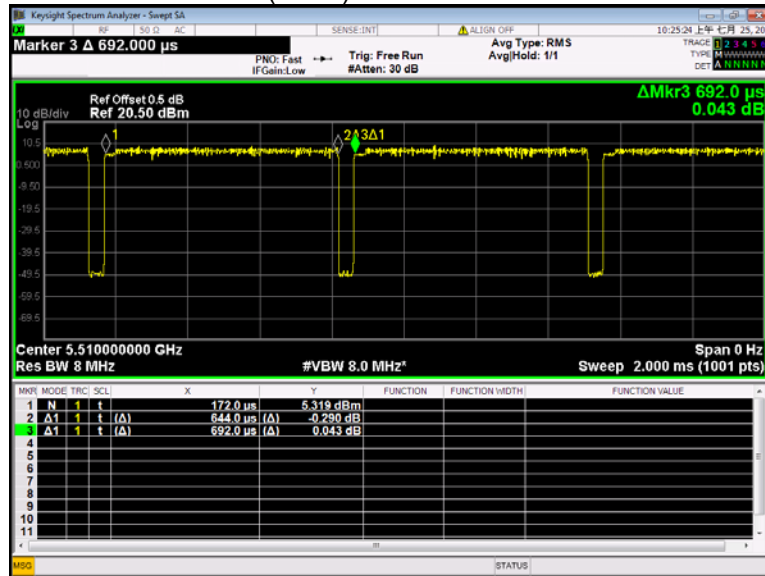 Keysight Spectrum Analyzer - Swept SA
RF 50 Ω AC SENSE:INT ALIGN OFF 10:25:24 上午 七月 25, 20
Marker 3 Δ 692.000 µs
PNO: Fast
IFGain:Low
Trig: Free Run
#Atten: 30 dB
Avg Type: RMS
Avg|Hold: 1/1
TRACE 1 2 3 4 5 6
TYPE M W W W W W
DET A N N N N N
ΔMkr3 692.0 µs
0.043 dB
Ref Offset 0.5 dB
10 dB/div Ref 20.50 dBm
Log
10.5
0.500
-9.50
-19.5
-29.5
-39.5
-49.5
-59.5
-69.5
1
2Δ3Δ1
Center 5.510000000 GHz Span 0 Hz
Res BW 8 MHz #VBW 8.0 MHz* Sweep 2.000 ms (1001 pts)
MKR MODE TRC SCL X Y FUNCTION FUNCTION WIDTH FUNCTION VALUE
1 N 1 t 172.0 µs 5.319 dBm
2 Δ1 1 t (Δ) 644.0 µs (Δ) -0.290 dB
3 Δ1 1 t (Δ) 692.0 µs (Δ) 0.043 dB
4
5
6
7
8
9
10
11
MSG STATUS